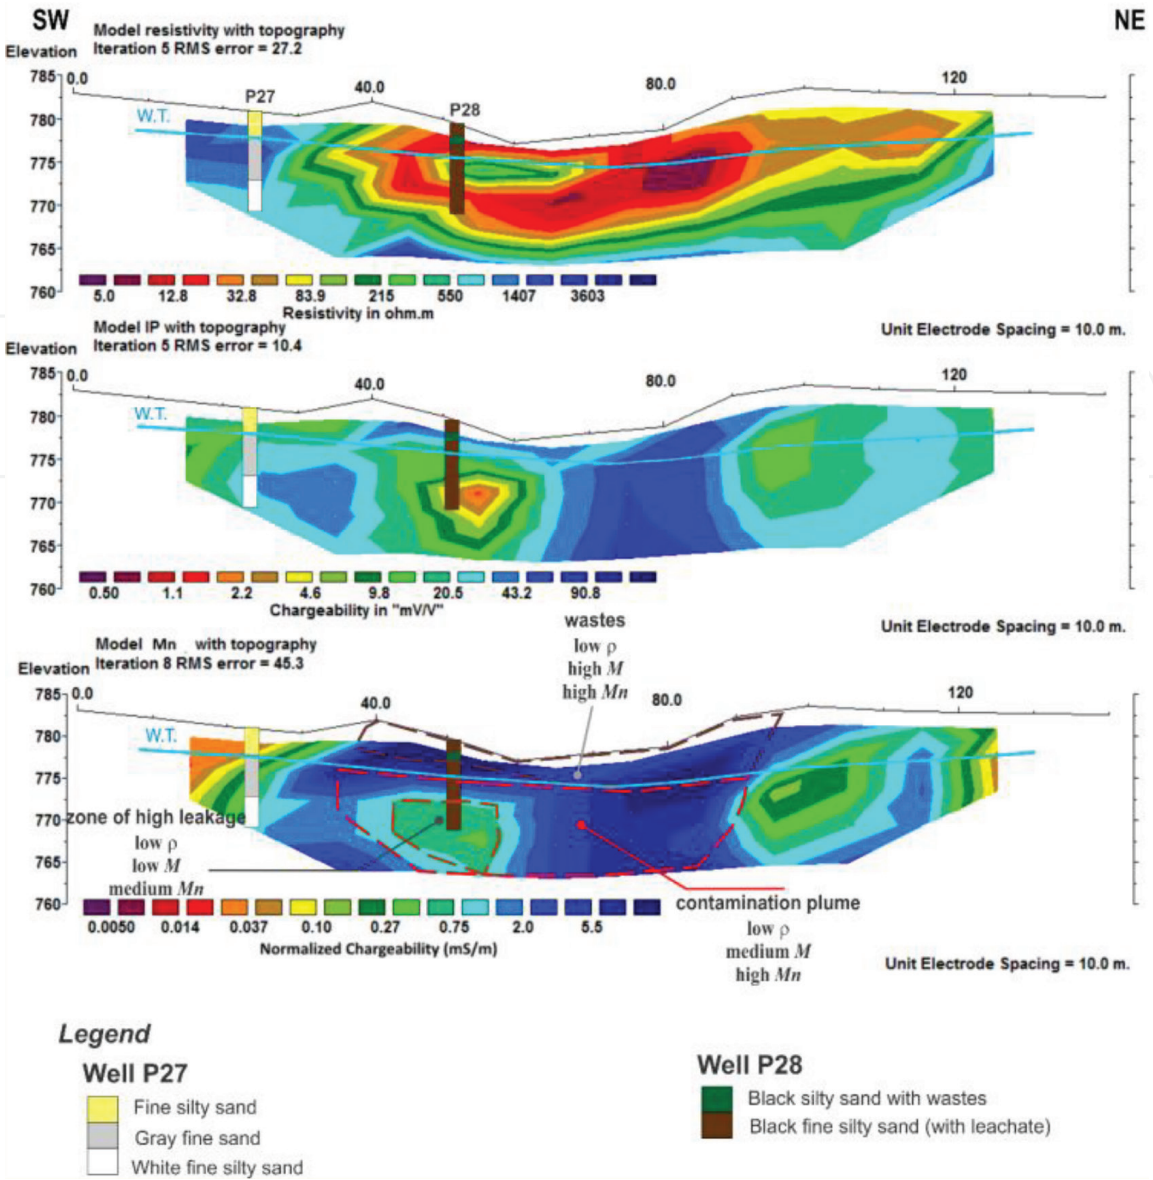 SW
NE
Model resistivity with topography
Iteration 5 RMS error = 27.2
Elevation
0.0
40.0
80.0
120
P27
P28
W.T.
785
780
775
770
765
760
5.0 12.8 32.8 83.9 215 550 1407 3603
Resistivity in ohm.m
Unit Electrode Spacing = 10.0 m.
Model IP with topography
Iteration 5 RMS error = 10.4
Elevation
0.0
40.0
80.0
120
W.T.
785
780
775
770
765
760
0.50 1.1 2.2 4.6 9.8 20.5 43.2 90.8
Chargeability in "mV/V"
Unit Electrode Spacing = 10.0 m.
wastes
low ρ
high M
high Mn
Model Mn with topography
Iteration 8 RMS error = 45.3
Elevation
0.0
40.0
80.0
120
W.T.
785
780
775
770
765
760
zone of high leakage
low ρ
low M
medium Mn
contamination plume
low ρ
medium M
high Mn
0.0050 0.014 0.037 0.10 0.27 0.75 2.0 5.5
Normalized Chargeability (mS/m)
Unit Electrode Spacing = 10.0 m.
Legend
Well P27
Fine silty sand
Gray fine sand
White fine silty sand
Well P28
Black silty sand with wastes
Black fine silty sand (with leachate)